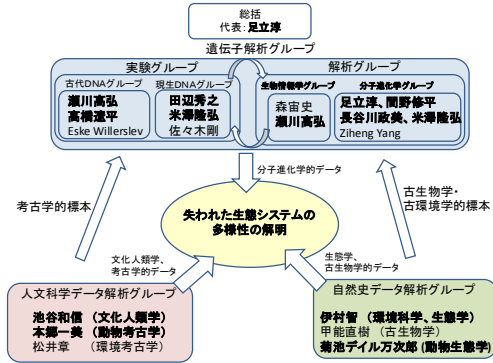 総括
代表：足立淳
遺伝子解析グループ
実験グループ
古代DNAグループ
瀬川高弘
高橋遼平
Eske Willerslev
現生DNAグループ
田辺秀之
米澤隆弘
佐々木剛
解析グループ
生物情報学グループ
森宙史
瀬川高弘
分子進化学グループ
足立淳、間野修平
長谷川政美、米澤隆弘
Ziheng Yang
分子進化学的データ
考古学的標本
古生物学・
古環境学的標本
失われた生態システムの
多様性の解明
文化人類学、
考古学的データ
生態学、
古生物学的データ
人文科学データ解析グループ
池谷和信　(文化人類学)
本郷一美　(動物考古学)
松井章　（環境考古学）
自然史データ解析グループ
伊村智　(環境科学、生態学)
甲能直樹　（古生物学）
菊池デイル万次郎 (動物生態学)